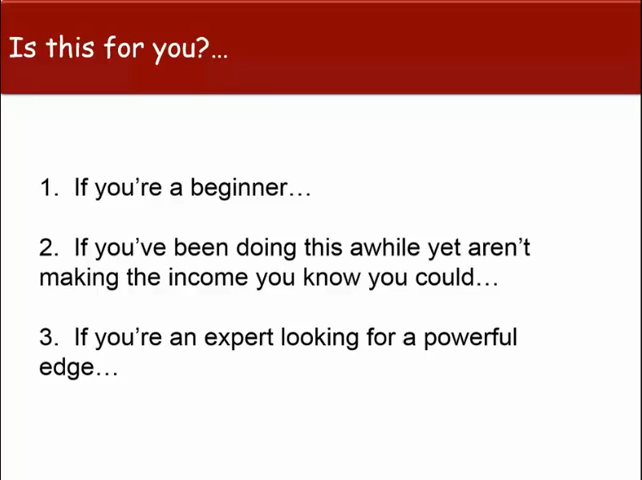 Is this for you?...
1. If you’re a beginner…
2. If you’ve been doing this awhile yet aren’t
making the income you know you could…
3. If you’re an expert looking for a powerful
edge…